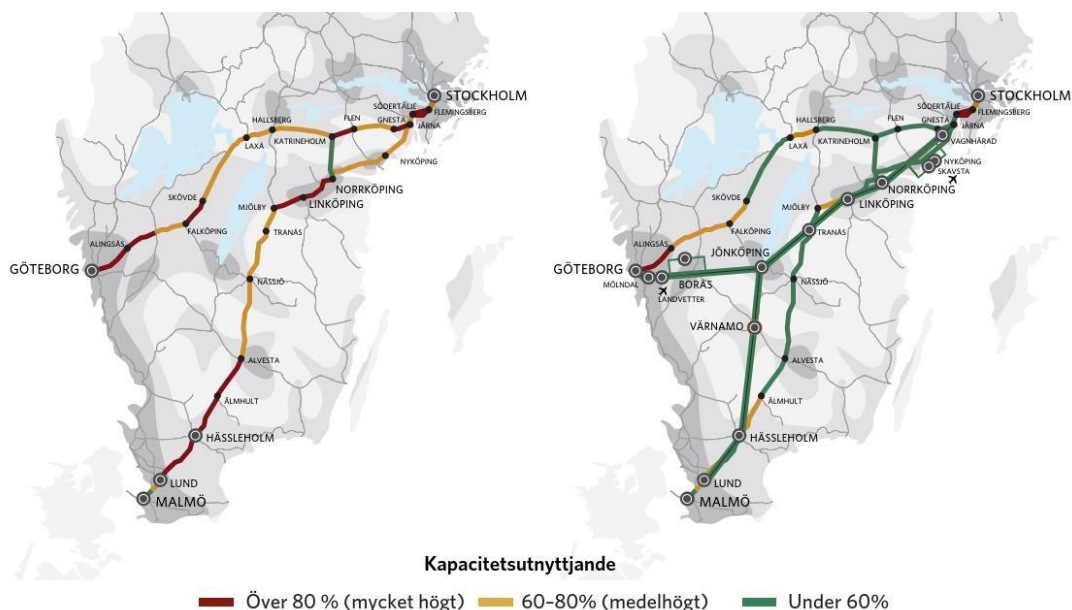 STOCKHOLM
SÖDERTÄLJE
FLEMINGSBERG
HALLSBERG
FLEN
GNESTA
JÄRNA
LAXÅ
KATRINEHOLM
NYKÖPING
SKÖVDE
NORRKÖPING
LINKÖPING
MJÖLBY
FALKÖPING
TRANÅS
ALINGSÅS
GÖTEBORG
NÄSSJÖ
ALVESTA
ÄLMHULT
HÄSSLEHOLM
LUND
MALMÖ
STOCKHOLM
SÖDERTÄLJE
FLEMINGSBERG
HALLSBERG
FLEN
GNESTA
JÄRNA
LAXÅ
KATRINEHOLM
VAGNHÄRAD
NYKÖPING
SKAVSTA
SKÖVDE
NORRKÖPING
LINKÖPING
MJÖLBY
FALKÖPING
TRANÅS
ALINGSÅS
JÖNKÖPING
GÖTEBORG
MÖLNDAL
BORÅS
LANDVETTER
NÄSSJÖ
VÄRNAMO
ALVESTA
ÄLMHULT
HÄSSLEHOLM
LUND
MALMÖ
Kapacitetsutnyttjande
Över 80 % (mycket högt)
60–80% (medelhögt)
Under 60%